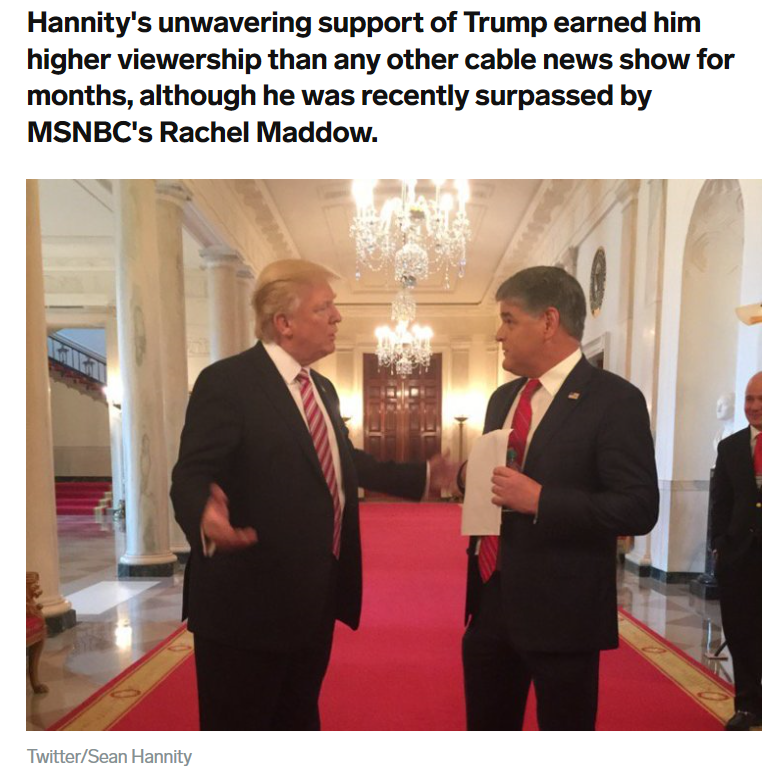 Hannity's unwavering support of Trump earned him
higher viewership than any other cable news show for
months, although he was recently surpassed by
MSNBC's Rachel Maddow.
Twitter/Sean Hannity